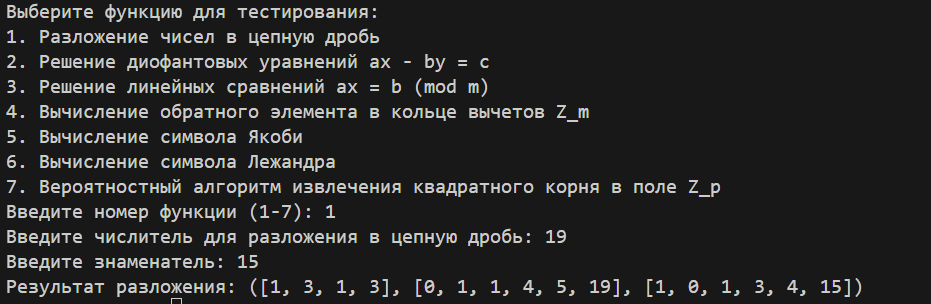 Выберите функцию для тестирования:
1. Разложение чисел в цепную дробь
2. Решение диофантовых уравнений ax - by = c
3. Решение линейных сравнений ax = b (mod m)
4. Вычисление обратного элемента в кольце вычетов Z_m
5. Вычисление символа Якоби
6. Вычисление символа Лежандра
7. Вероятностный алгоритм извлечения квадратного корня в поле Z_p
Введите номер функции (1-7): 1
Введите числитель для разложения в цепную дробь: 19
Введите знаменатель: 15
Результат разложения: ([1, 3, 1, 3], [0, 1, 1, 4, 5, 19], [1, 0, 1, 3, 4, 15])